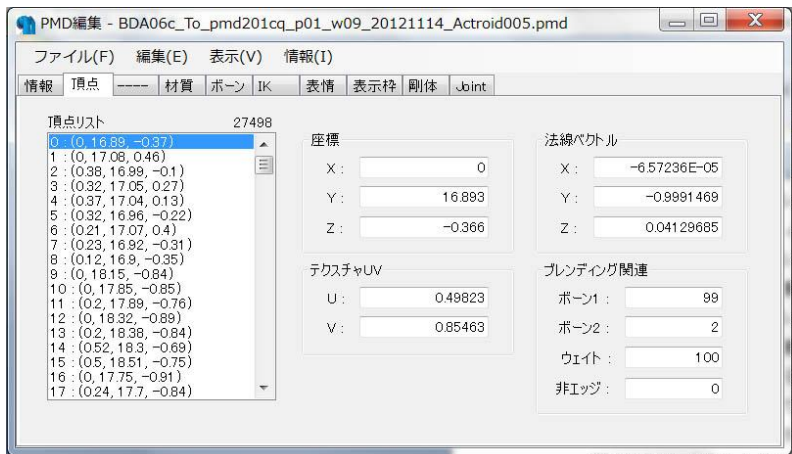 PMD編集 - BDA06c_To_pmd201cq_p01_w09_20121114_Actroid005.pmd
ファイル(F) 編集(E) 表示(V) 情報(I)
情報 頂点 ---- 材質 ボーン IK 表情 表示枠 剛体 Joint
頂点リスト 27498
0 : (0, 16.89, -0.37)
1 : (0, 17.08, 0.46)
2 : (0.38, 16.99, -0.1)
3 : (0.32, 17.05, 0.27)
4 : (0.37, 17.04, 0.13)
5 : (0.32, 16.96, -0.22)
6 : (0.21, 17.07, 0.4)
7 : (0.23, 16.92, -0.31)
8 : (0.12, 16.9, -0.35)
9 : (0, 18.15, -0.84)
10 : (0, 17.85, -0.85)
11 : (0.2, 17.89, -0.76)
12 : (0, 18.32, -0.89)
13 : (0.2, 18.38, -0.84)
14 : (0.52, 18.3, -0.69)
15 : (0.5, 18.51, -0.75)
16 : (0, 17.75, -0.91)
17 : (0.24, 17.7, -0.84)
座標
X : 0
Y : 16.893
Z : -0.366
テクスチャUV
U : 0.49823
V : 0.85463
法線ベクトル
X : -6.57236E-05
Y : -0.9991469
Z : 0.04129685
ブレンディング関連
ボーン1 : 99
ボーン2 : 2
ウェイト : 100
非エッジ : 0